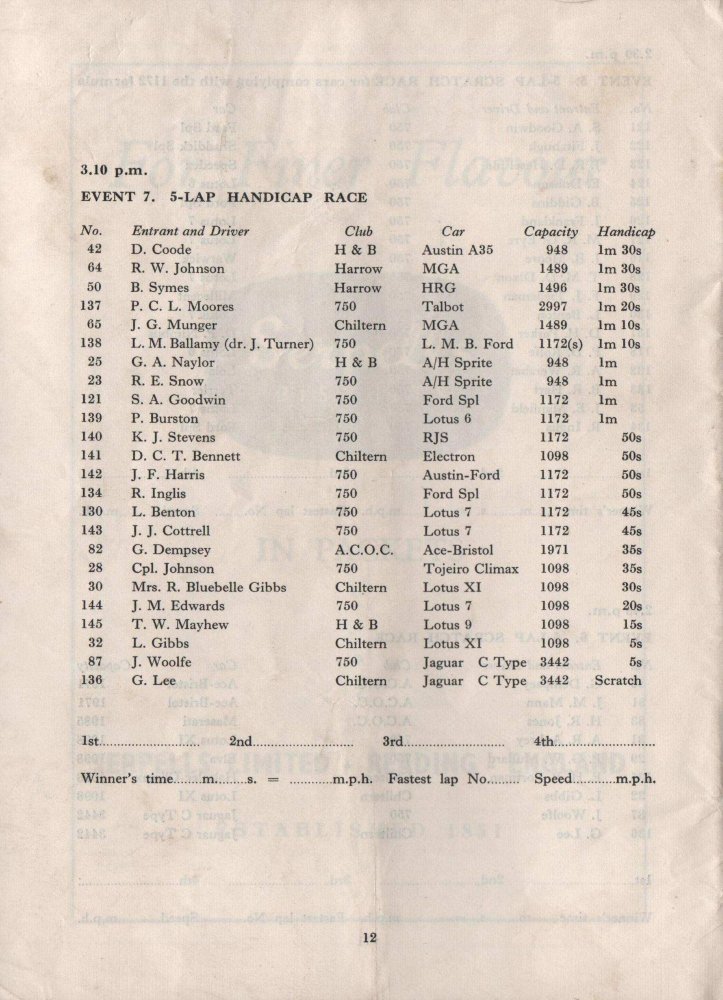 3.10 p.m.
EVENT 7. 5-LAP HANDICAP RACE
No. Entrant and Driver Club Car Capacity Handicap
42 D. Coode H & B Austin A35 948 1m 30s
64 R. W. Johnson Harrow MGA 1489 1m 30s
50 B. Symes Harrow HRG 1496 1m 30s
137 P. C. L. Moores 750 Talbot 2997 1m 20s
65 J. G. Munger Chiltern MGA 1489 1m 10s
138 L. M. Ballamy (dr. J. Turner) 750 L. M. B. Ford 1172(s) 1m 10s
25 G. A. Naylor H & B A/H Sprite 948 1m
23 R. E. Snow 750 A/H Sprite 948 1m
121 S. A. Goodwin 750 Ford Spl 1172 1m
139 P. Burston 750 Lotus 6 1172 1m
140 K. J. Stevens 750 RJS 1172 50s
141 D. C. T. Bennett Chiltern Electron 1098 50s
142 J. F. Harris 750 Austin-Ford 1172 50s
134 R. Inglis 750 Ford Spl 1172 50s
130 L. Benton 750 Lotus 7 1172 45s
143 J. J. Cottrell 750 Lotus 7 1172 45s
82 G. Dempsey A.C.O.C. Ace-Bristol 1971 35s
28 Cpl. Johnson 750 Tojeiro Climax 1098 35s
30 Mrs. R. Bluebelle Gibbs Chiltern Lotus XI 1098 30s
144 J. M. Edwards 750 Lotus 7 1098 20s
145 T. W. Mayhew H & B Lotus 9 1098 15s
32 L. Gibbs Chiltern Lotus XI 1098 5s
87 J. Woolfe 750 Jaguar C Type 3442 5s
136 G. Lee Chiltern Jaguar C Type 3442 Scratch
1st........................ 2nd........................ 3rd........................ 4th........................
Winner's time.......m........s. = ..........m.p.h. Fastest lap No......... Speed..........m.p.h.
12